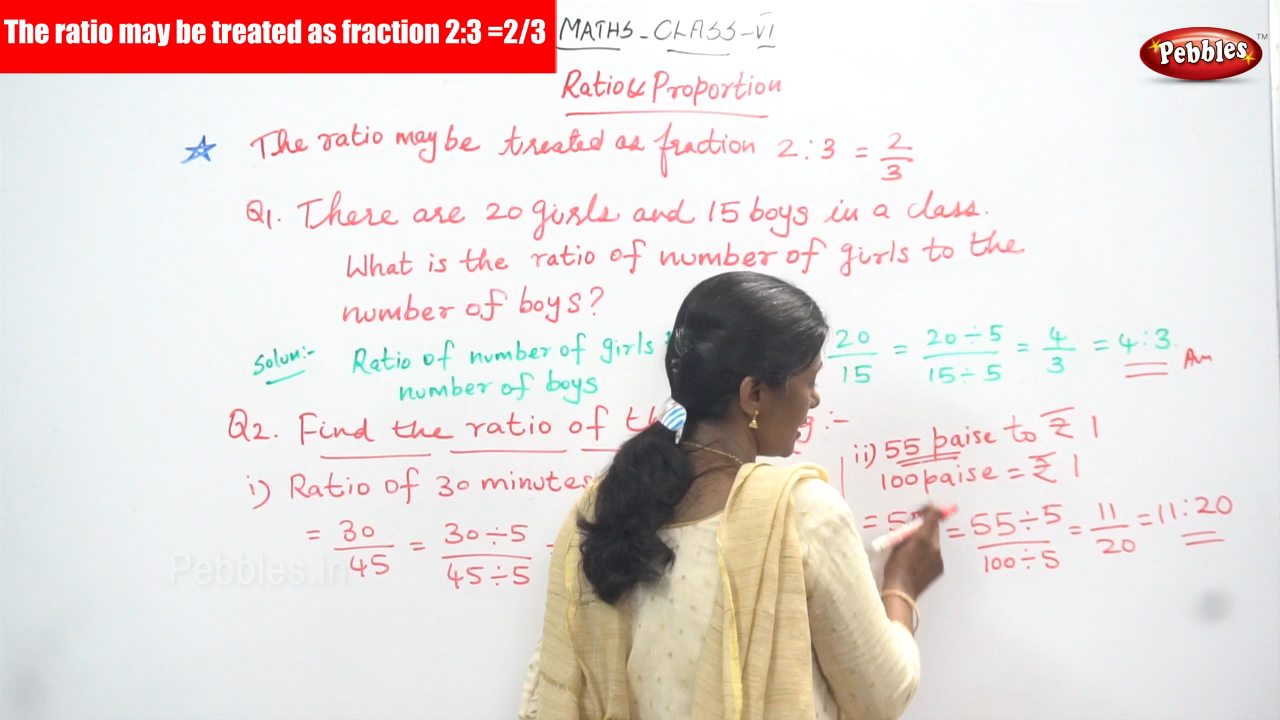 The ratio may be treated as fraction 2:3 =2/3
MATHS - CLASS - VI
Pebbles TM
Ratio & Proportion
The ratio may be treated as fraction 2:3 = 2/3
Q1. There are 20 girls and 15 boys in a class.
What is the ratio of number of girls to the
number of boys?
Solun:- Ratio of number of girls
number of boys
20/15 = 20÷5/15÷5 = 4/3 = 4:3. Ans
Q2. Find the ratio of :-
i) Ratio of 30 minutes
= 30/45 = 30÷5/45÷5 =
ii) 55 paise to ₹ 1
100 paise = ₹ 1
= = 55÷5/100÷5 = 11/20 = 11:20
Pebbles.in